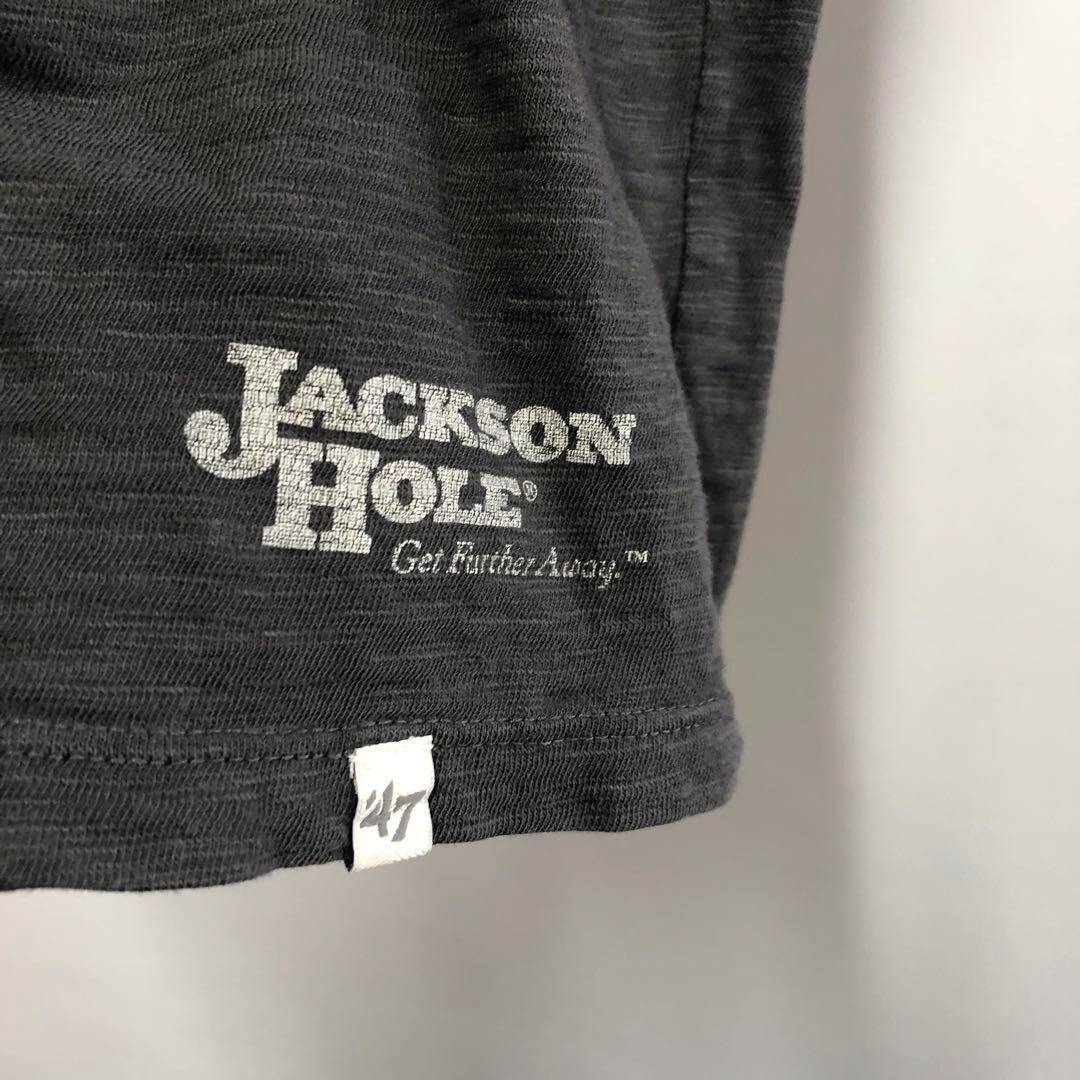 JACKSON
HOLE®
Get Further Away.™
'47